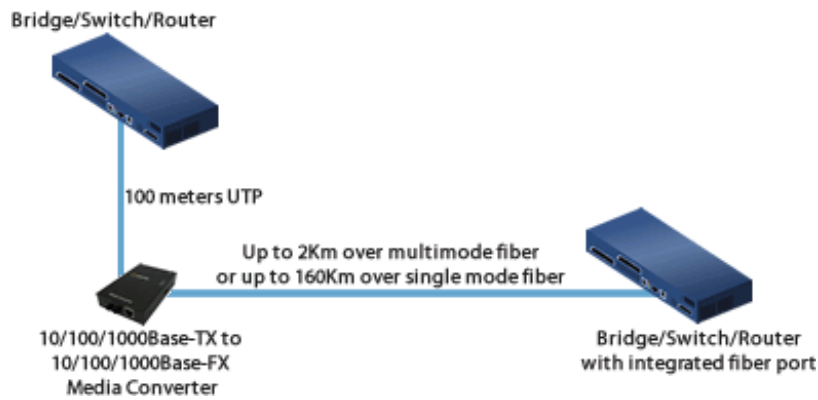 Bridge/Switch/Router
100 meters UTP
Up to 2Km over multimode fiber
or up to 160Km over single mode fiber
10/100/1000Base-TX to
10/100/1000Base-FX
Media Converter
Bridge/Switch/Router
with integrated fiber port